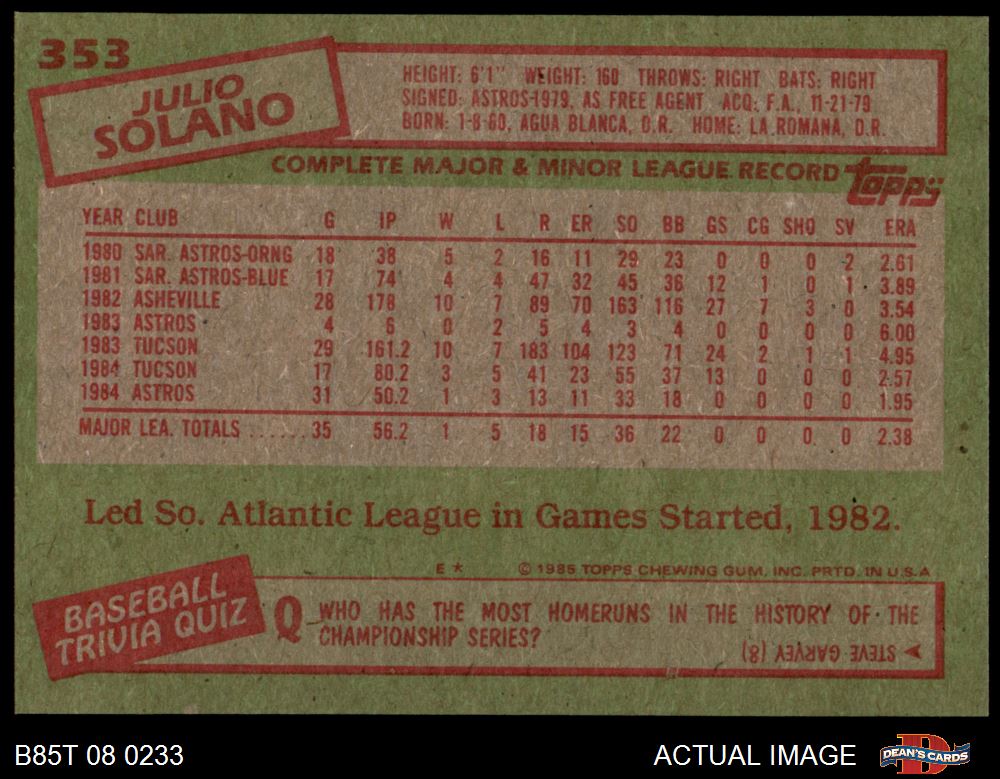 353
JULIO
SOLANO
HEIGHT: 6'1" WEIGHT: 160 THROWS: RIGHT BATS: RIGHT
SIGNED: ASTROS-1979, AS FREE AGENT ACQ: F.A., 11-21-79
BORN: 1-8-60, AGUA BLANCA, D.R. HOME: LA ROMANA, D.R.
COMPLETE MAJOR & MINOR LEAGUE RECORD topps
YEAR CLUB G IP W L R ER SO BB GS CG SHO SV ERA
1980 SAR. ASTROS-ORNG 18 38 5 2 16 11 29 23 0 0 0 2 2.61
1981 SAR. ASTROS-BLUE 17 74 4 4 47 32 45 36 12 1 0 1 3.89
1982 ASHEVILLE 28 178 10 7 89 70 163 116 27 7 3 0 3.54
1983 ASTROS 4 6 0 2 5 4 3 4 0 0 0 0 6.00
1983 TUCSON 29 161.2 10 7 183 104 123 71 24 2 1 1 4.95
1984 TUCSON 17 80.2 3 5 41 23 55 37 13 0 0 0 2.57
1984 ASTROS 31 50.2 1 3 13 11 33 18 0 0 0 0 1.95
MAJOR LEA. TOTALS ...... 35 56.2 1 5 18 15 36 22 0 0 0 0 2.38
Led So. Atlantic League in Games Started, 1982.
E * © 1985 TOPPS CHEWING GUM, INC. PRTD. IN U.S.A
BASEBALL
TRIVIA QUIZ
Q WHO HAS THE MOST HOMERUNS IN THE HISTORY OF THE
CHAMPIONSHIP SERIES?
STEVE GARVEY (8)
B85T 08 0233 ACTUAL IMAGE DEAN'S CARDS